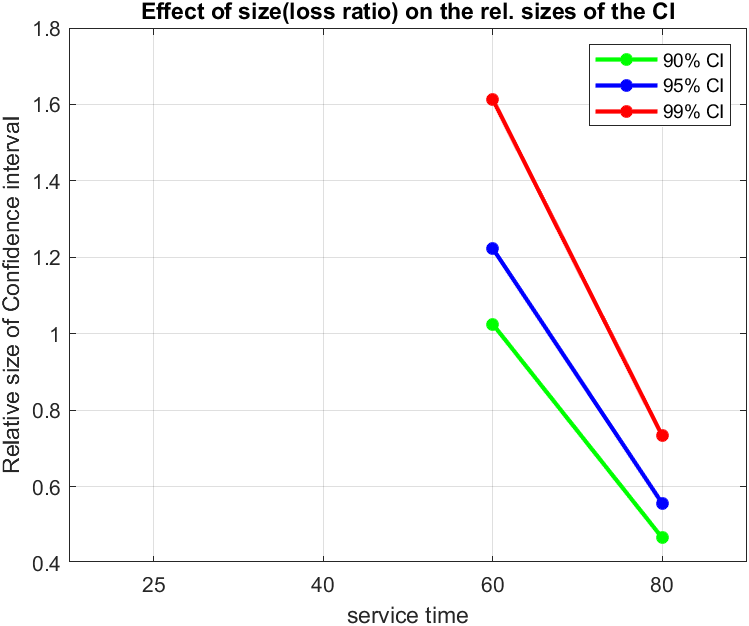 Effect of size(loss ratio) on the rel. sizes of the CI
1.8
1.6
1.4
1.2
1
0.8
0.6
0.4
Relative size of Confidence interval
90% CI
95% CI
99% CI
25 40 60 80
service time